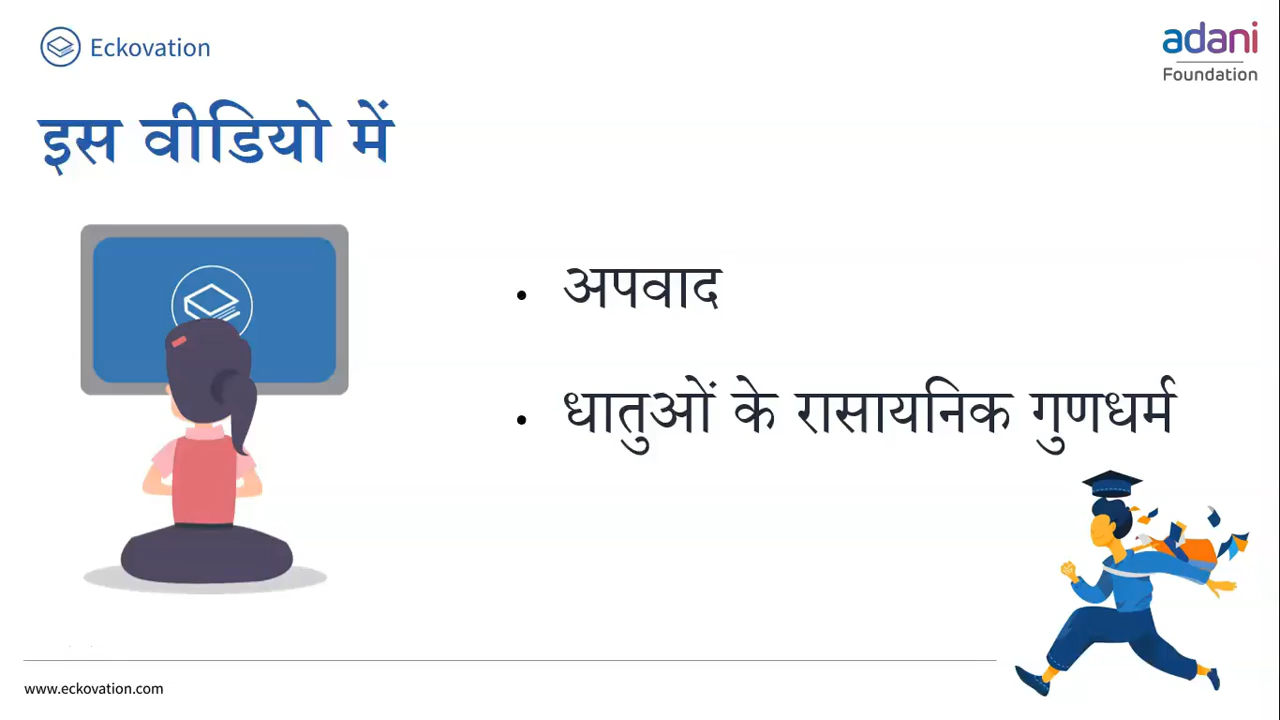 Eckovation
adani
Foundation
इस वीडियो में
• अपवाद
• धातुओं के रासायनिक गुणधर्म
www.eckovation.com